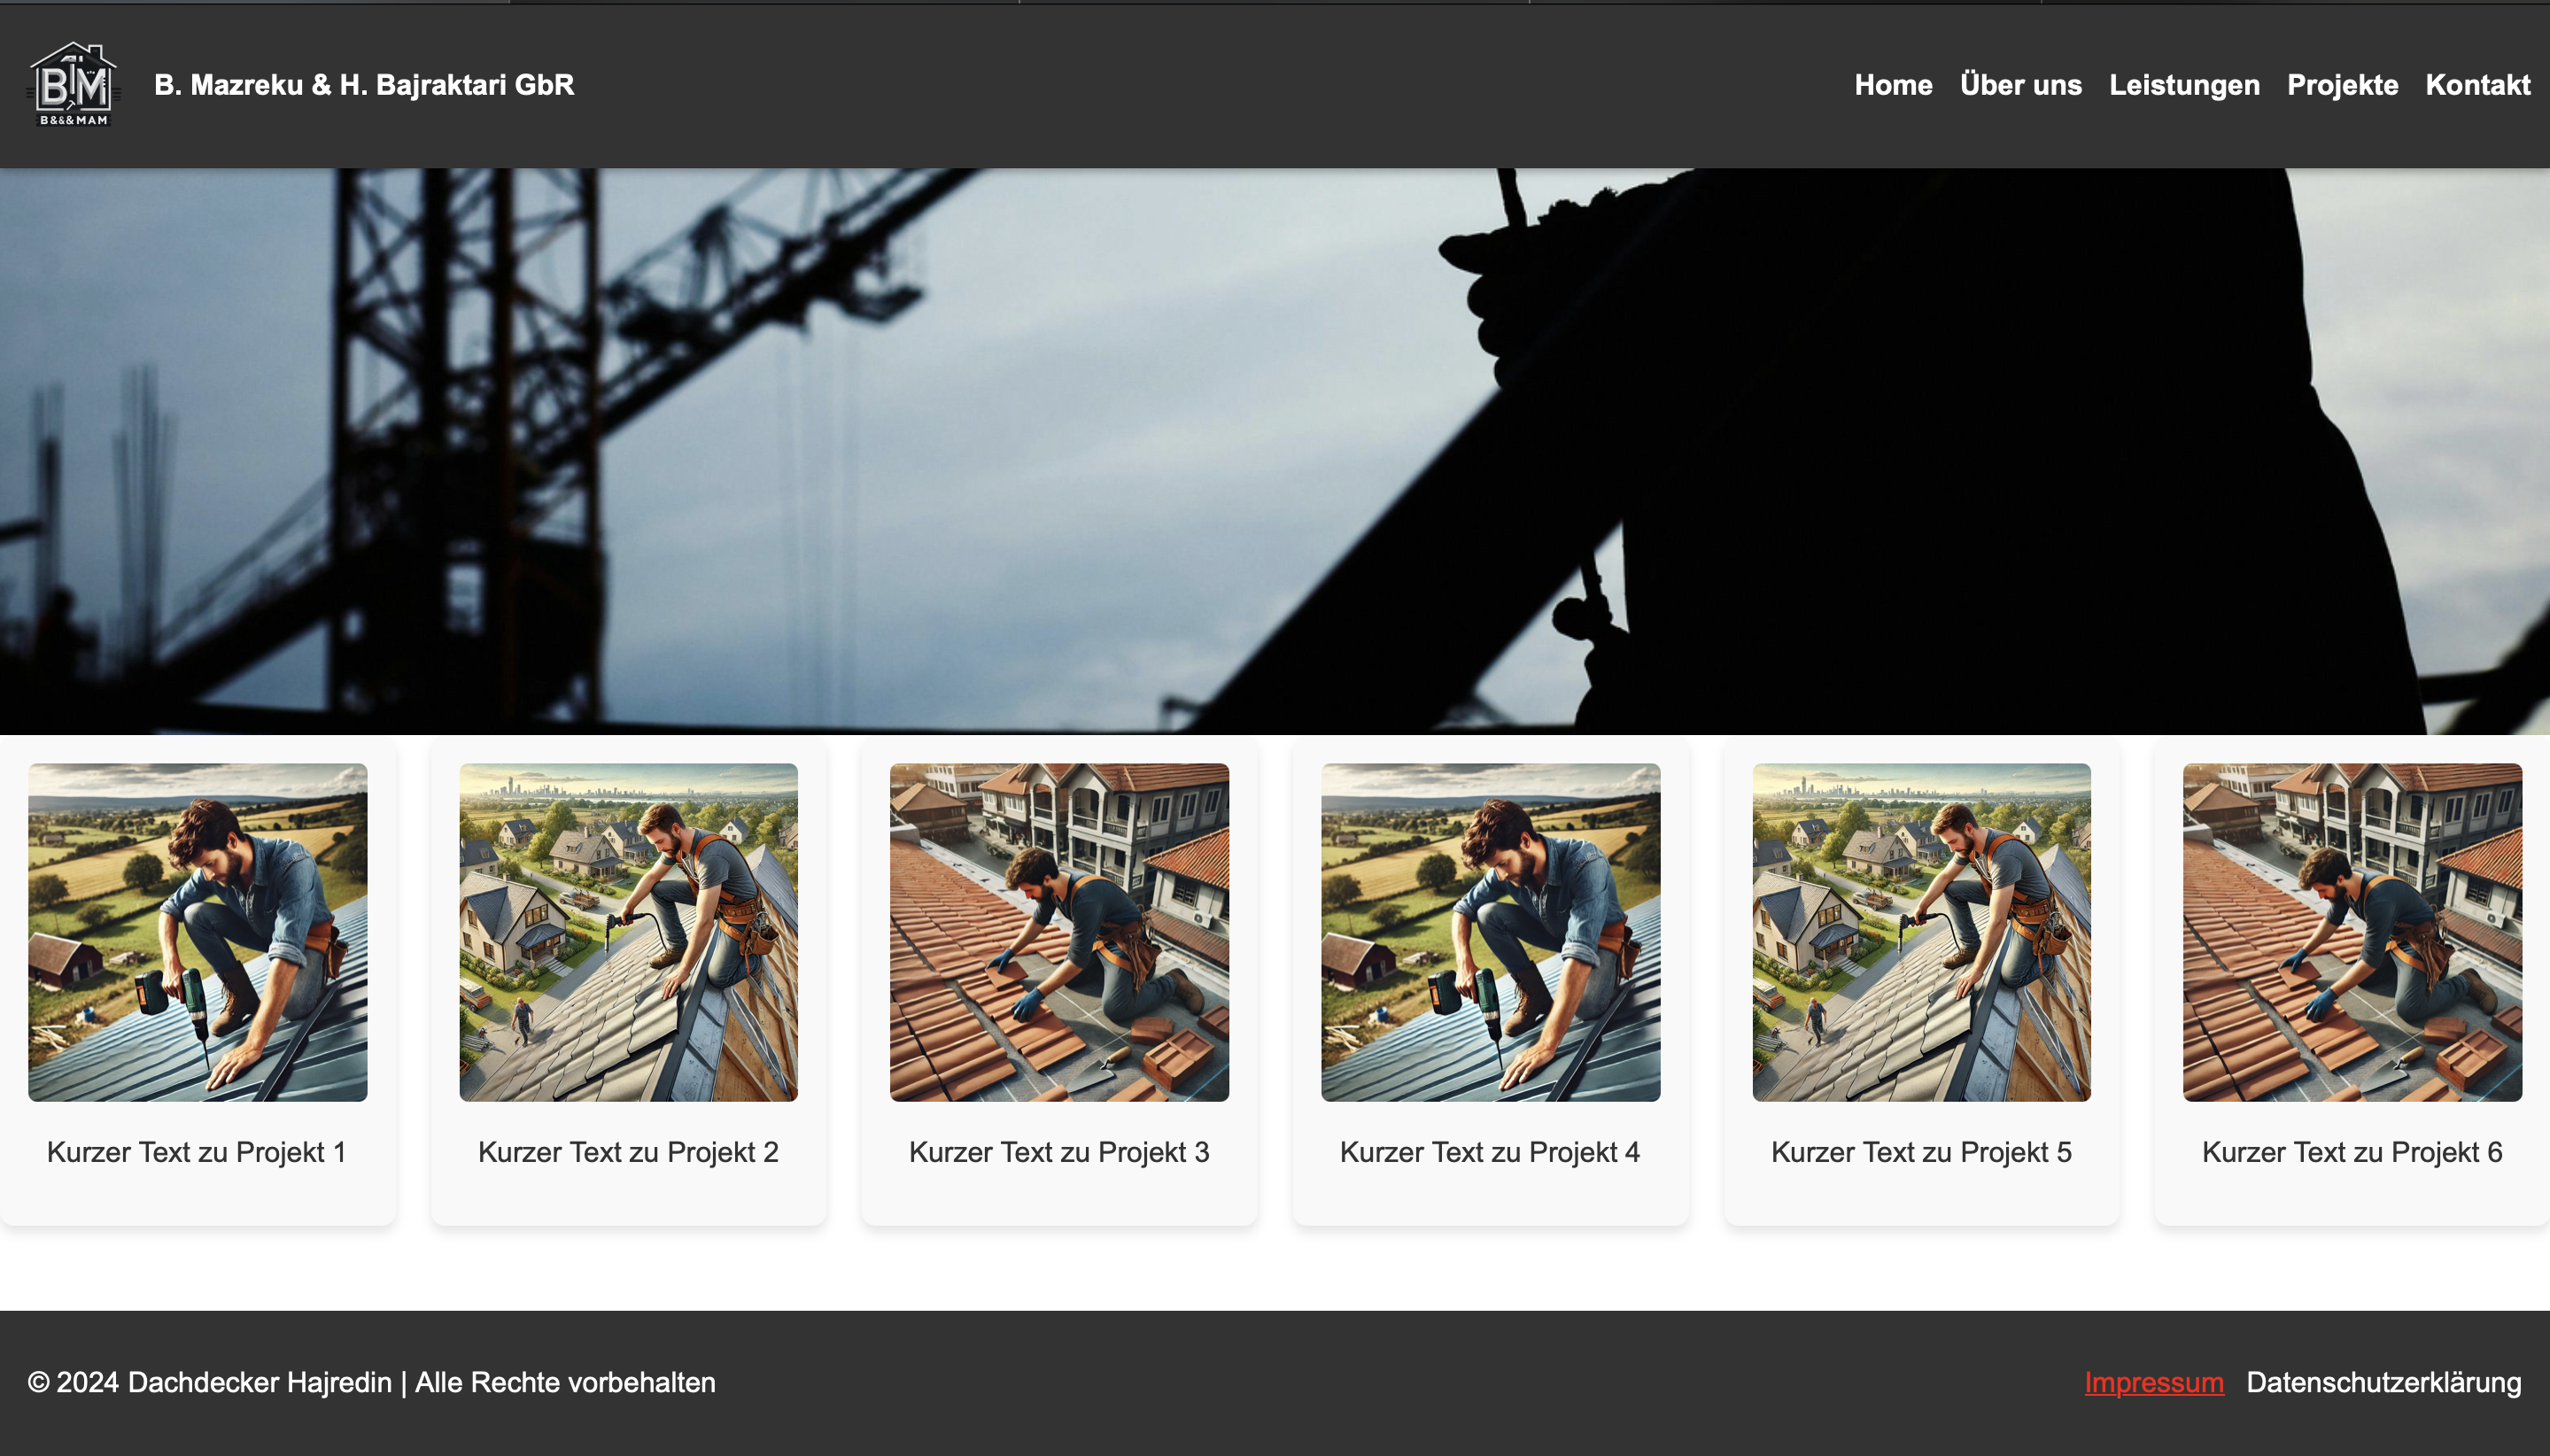 B. Mazreku & H. Bajraktari GbR
Home Über uns Leistungen Projekte Kontakt
BM
B&&&MAM
Kurzer Text zu Projekt 1
Kurzer Text zu Projekt 2
Kurzer Text zu Projekt 3
Kurzer Text zu Projekt 4
Kurzer Text zu Projekt 5
Kurzer Text zu Projekt 6
© 2024 Dachdecker Hajredin | Alle Rechte vorbehalten
Impressum Datenschutzerklärung